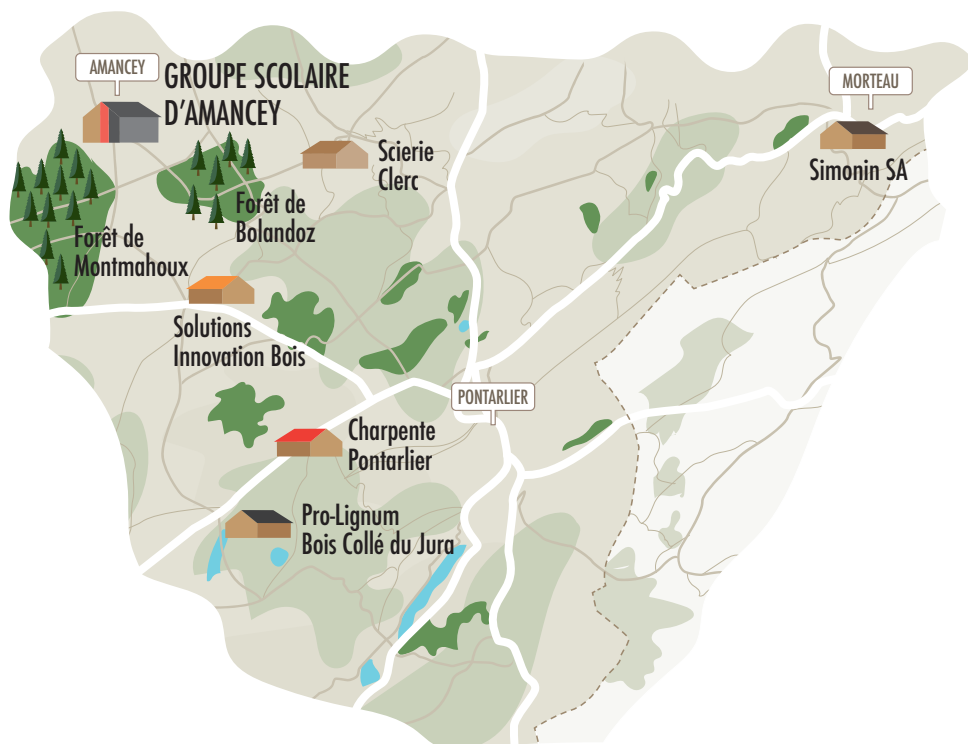 AMANCEY
GROUPE SCOLAIRE
D'AMANCEY
MORTEAU
Scierie
Clerc
Simonin SA
Forêt de
Bolandoz
Forêt de
Montmahoux
Solutions
Innovation Bois
PONTARLIER
Charpente
Pontarlier
Pro-Lignum
Bois Collé du Jura